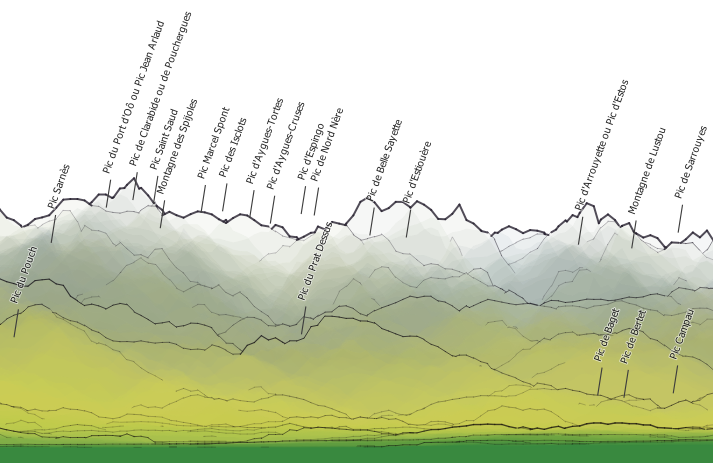 Pic du Pouch
Pic Sarnès
Pic du Port d'Oô ou Pic Jean Arlaud
Pic de Clarabide ou de Pouchergues
Pic Saint Saud
Montagne des Spijoles
Pic Marcel Spont
Pic des Isclots
Pic d'Aygues-Tortes
Pic d'Aygues-Cruses
Pic d'Espingo
Pic de Nord Nère
Pic du Prat Dessos
Pic de Belle Sayette
Pic d'Estiouère
Pic d'Arrouyette ou Pic d'Estos
Pic de Baget
Pic de Bertet
Montagne de Lustou
Pic Campau
Pic de Sarrouyes